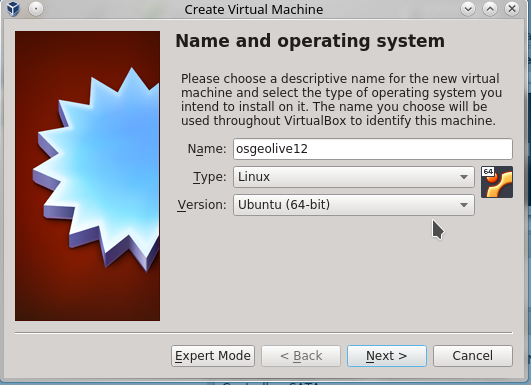 Create Virtual Machine
Name and operating system
Please choose a descriptive name for the new virtual
machine and select the type of operating system you
intend to install on it. The name you choose will be
used throughout VirtualBox to identify this machine.
Name: osgeolive12
Type: Linux
64
Version: Ubuntu (64-bit)
Expert Mode < Back Next > Cancel